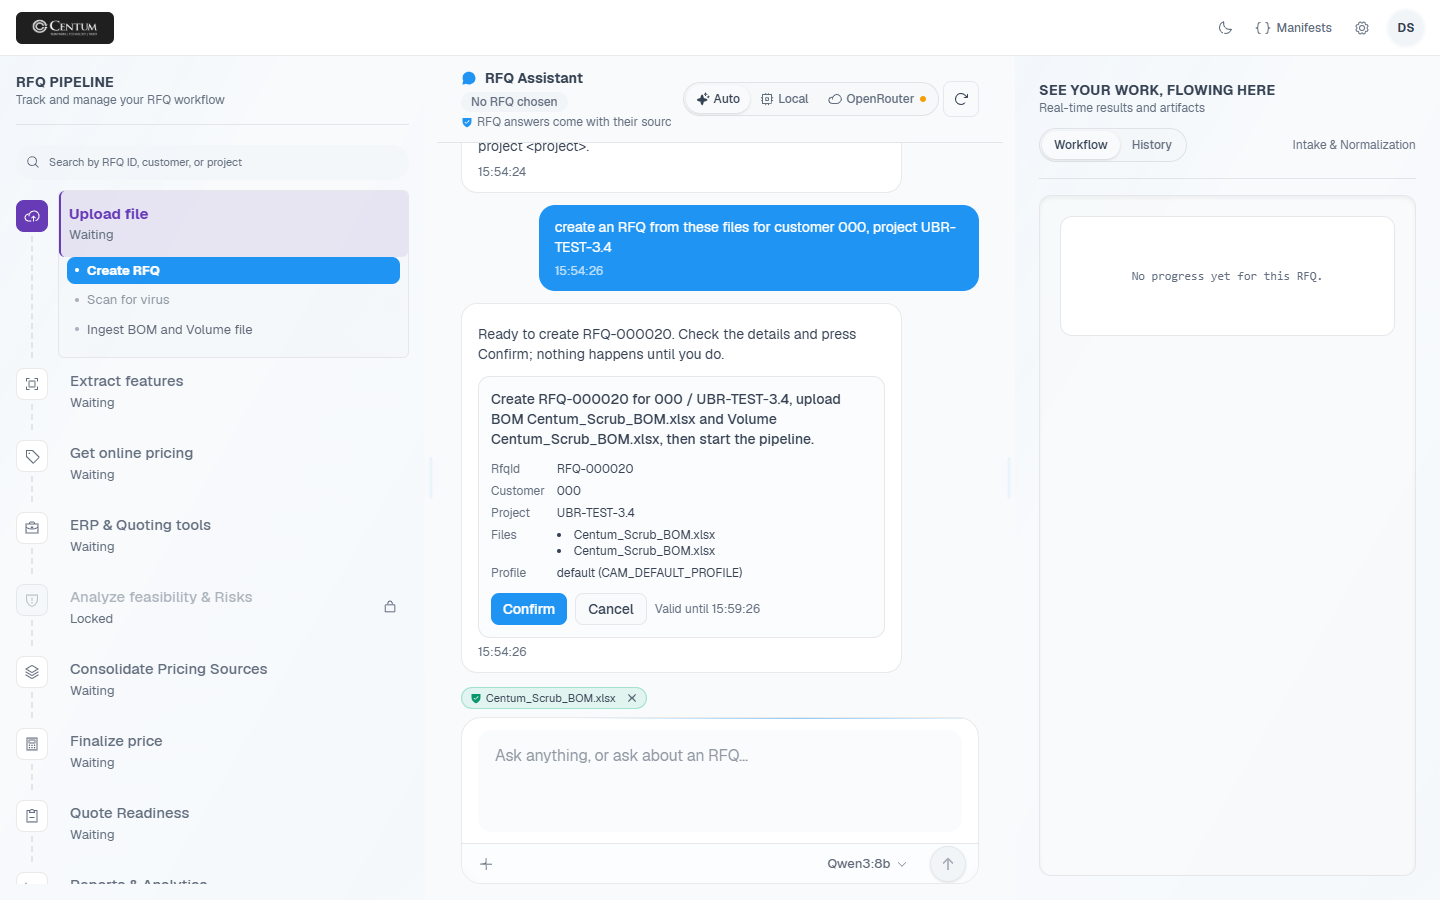 CENTUM
Manifests
DS
RFQ PIPELINE
Track and manage your RFQ workflow
Search by RFQ ID, customer, or project
Upload file
Waiting
Create RFQ
Scan for virus
Ingest BOM and Volume file
Extract features
Waiting
Get online pricing
Waiting
ERP & Quoting tools
Waiting
Analyze feasibility & Risks
Locked
Consolidate Pricing Sources
Waiting
Finalize price
Waiting
Quote Readiness
Waiting
Reports & Analytics
RFQ Assistant
No RFQ chosen
RFQ answers come with their sourc
Auto
Local
OpenRouter
project <project>.
15:54:24
create an RFQ from these files for customer 000, project UBR-
TEST-3.4
15:54:26
Ready to create RFQ-000020. Check the details and press
Confirm; nothing happens until you do.
Create RFQ-000020 for 000 / UBR-TEST-3.4, upload
BOM Centum_Scrub_BOM.xlsx and Volume
Centum_Scrub_BOM.xlsx, then start the pipeline.
RfqId RFQ-000020
Customer 000
Project UBR-TEST-3.4
Files • Centum_Scrub_BOM.xlsx
• Centum_Scrub_BOM.xlsx
Profile default (CAM_DEFAULT_PROFILE)
Confirm Cancel Valid until 15:59:26
15:54:26
Centum_Scrub_BOM.xlsx
Ask anything, or ask about an RFQ...
Qwen3:8b
SEE YOUR WORK, FLOWING HERE
Real-time results and artifacts
Workflow
History
Intake & Normalization
No progress yet for this RFQ.